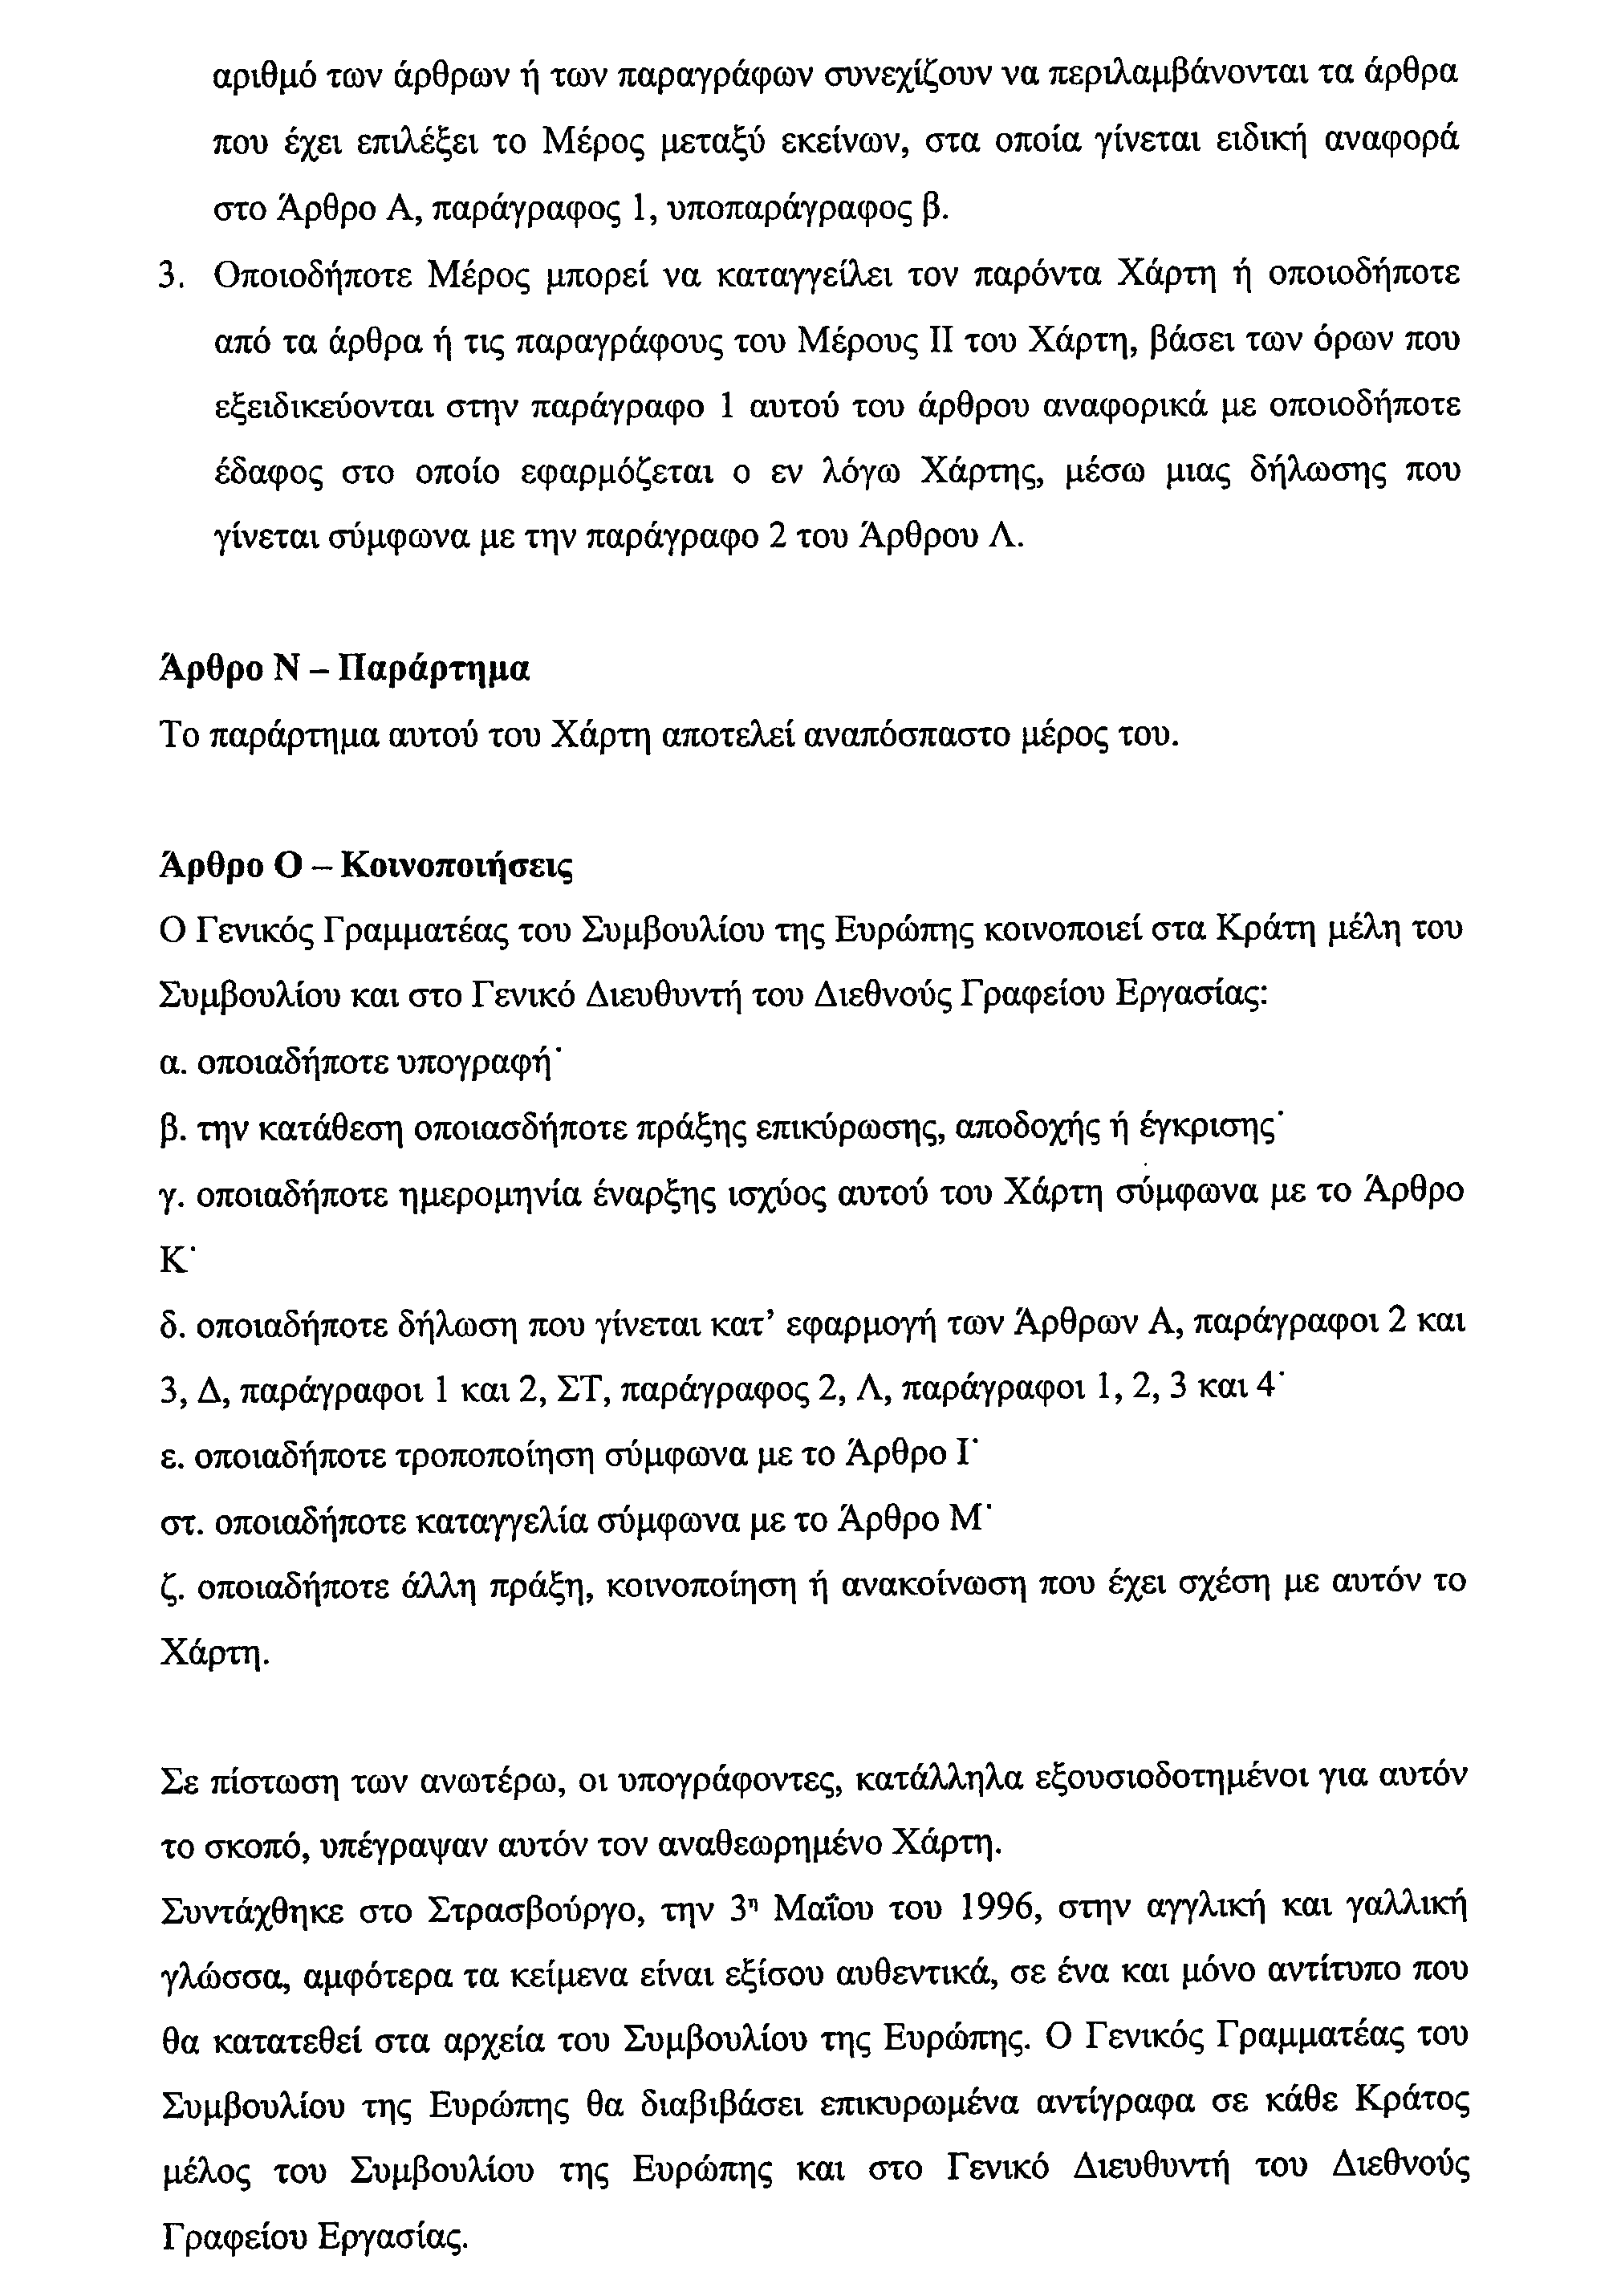 αριθμό των άρθρων ή των παραγράφων συνεχίζουν να περιλαμβάνονται τα άρθρα
που έχει επιλέξει το Μέρος μεταξύ εκείνων, στα οποία γίνεται ειδική αναφορά
στο Άρθρο Α, παράγραφος 1, υποπαράγραφος β.
3. Οποιοδήποτε Μέρος μπορεί να καταγγείλει τον παρόντα Χάρτη ή οποιοδήποτε
από τα άρθρα ή τις παραγράφους του Μέρους ΙΙ του Χάρτη, βάσει των όρων που
εξειδικεύονται στην παράγραφο 1 αυτού του άρθρου αναφορικά με οποιοδήποτε
έδαφος στο οποίο εφαρμόζεται ο εν λόγω Χάρτης, μέσω μιας δήλωσης που
γίνεται σύμφωνα με την παράγραφο 2 του Άρθρου Λ.
Άρθρο Ν – Παράρτημα
Το παράρτημα αυτού του Χάρτη αποτελεί αναπόσπαστο μέρος του.
Άρθρο Ο – Κοινοποιήσεις
Ο Γενικός Γραμματέας του Συμβουλίου της Ευρώπης κοινοποιεί στα Κράτη μέλη του
Συμβουλίου και στο Γενικό Διευθυντή του Διεθνούς Γραφείου Εργασίας:
α. οποιαδήποτε υπογραφή˙
β. την κατάθεση οποιασδήποτε πράξης επικύρωσης, αποδοχής ή έγκρισης˙
γ. οποιαδήποτε ημερομηνία έναρξης ισχύος αυτού του Χάρτη σύμφωνα με το Άρθρο
Κ˙
δ. οποιαδήποτε δήλωση που γίνεται κατ’ εφαρμογή των Άρθρων Α, παράγραφοι 2 και
3, Δ, παράγραφοι 1 και 2, ΣΤ, παράγραφος 2, Λ, παράγραφοι 1, 2, 3 και 4˙
ε. οποιαδήποτε τροποποίηση σύμφωνα με το Άρθρο Ι˙
στ. οποιαδήποτε καταγγελία σύμφωνα με το Άρθρο Μ˙
ζ. οποιαδήποτε άλλη πράξη, κοινοποίηση ή ανακοίνωση που έχει σχέση με αυτόν το
Χάρτη.
Σε πίστωση των ανωτέρω, οι υπογράφοντες, κατάλληλα εξουσιοδοτημένοι για αυτόν
το σκοπό, υπέγραψαν αυτόν τον αναθεωρημένο Χάρτη.
Συντάχθηκε στο Στρασβούργο, την 3η Μαΐου του 1996, στην αγγλική και γαλλική
γλώσσα, αμφότερα τα κείμενα είναι εξίσου αυθεντικά, σε ένα και μόνο αντίτυπο που
θα κατατεθεί στα αρχεία του Συμβουλίου της Ευρώπης. Ο Γενικός Γραμματέας του
Συμβουλίου της Ευρώπης θα διαβιβάσει επικυρωμένα αντίγραφα σε κάθε Κράτος
μέλος του Συμβουλίου της Ευρώπης και στο Γενικό Διευθυντή του Διεθνούς
Γραφείου Εργασίας.